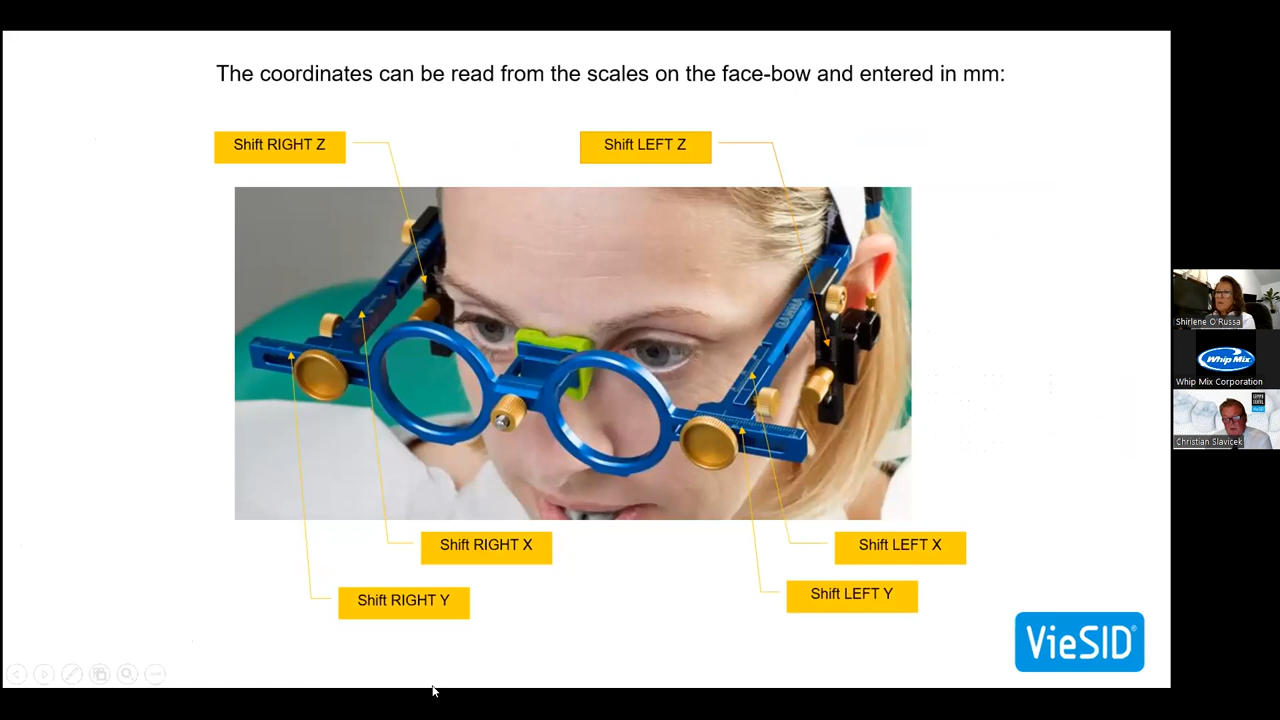 The coordinates can be read from the scales on the face-bow and entered in mm:
Shift RIGHT Z
Shift LEFT Z
GAMMA
Shift RIGHT X
Shift LEFT X
Shift RIGHT Y
Shift LEFT Y
VieSID®
Shirlene O'Russa
Whip Mix
Whip Mix Corporation
Christian Slavicek